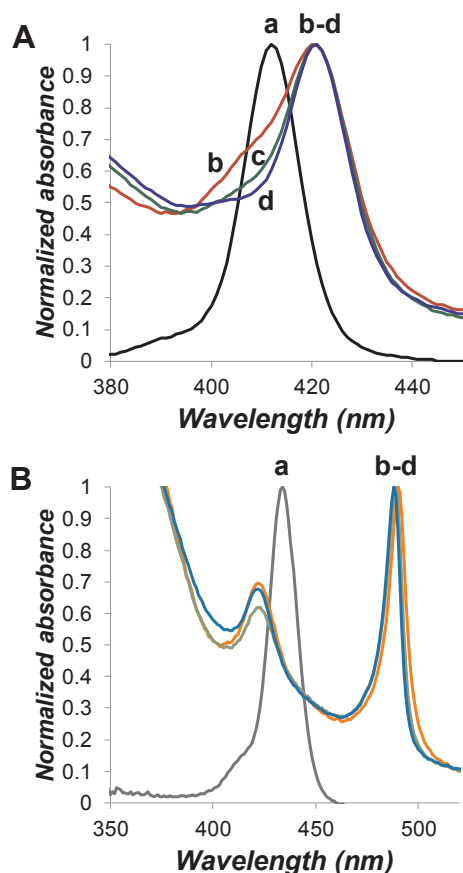 A
a b-d
Normalized absorbance
1
0.9
0.8
0.7
0.6
0.5
0.4
0.3
0.2
0.1
0
b c
d
380 400 420 440
Wavelength (nm)
B
a b-d
Normalized absorbance
1
0.9
0.8
0.7
0.6
0.5
0.4
0.3
0.2
0.1
0
350 400 450 500
Wavelength (nm)